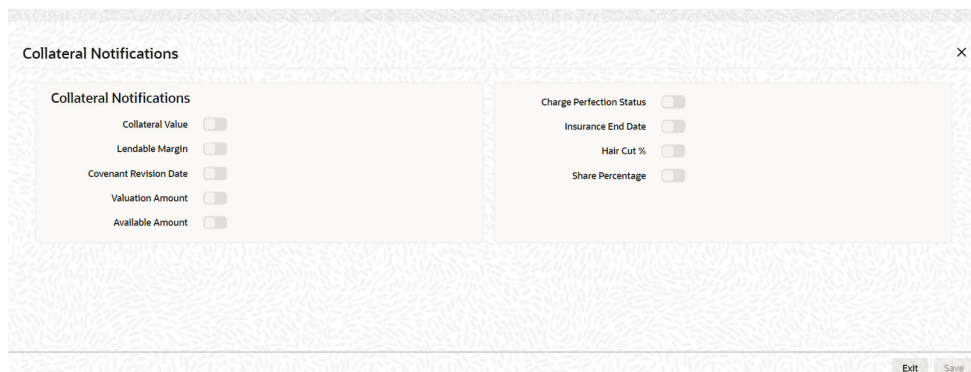 Collateral Notifications
Collateral Notifications
Collateral Value
Lendable Margin
Covenant Revision Date
Valuation Amount
Available Amount
Charge Perfection Status
Insurance End Date
Hair Cut %
Share Percentage
Exit Save